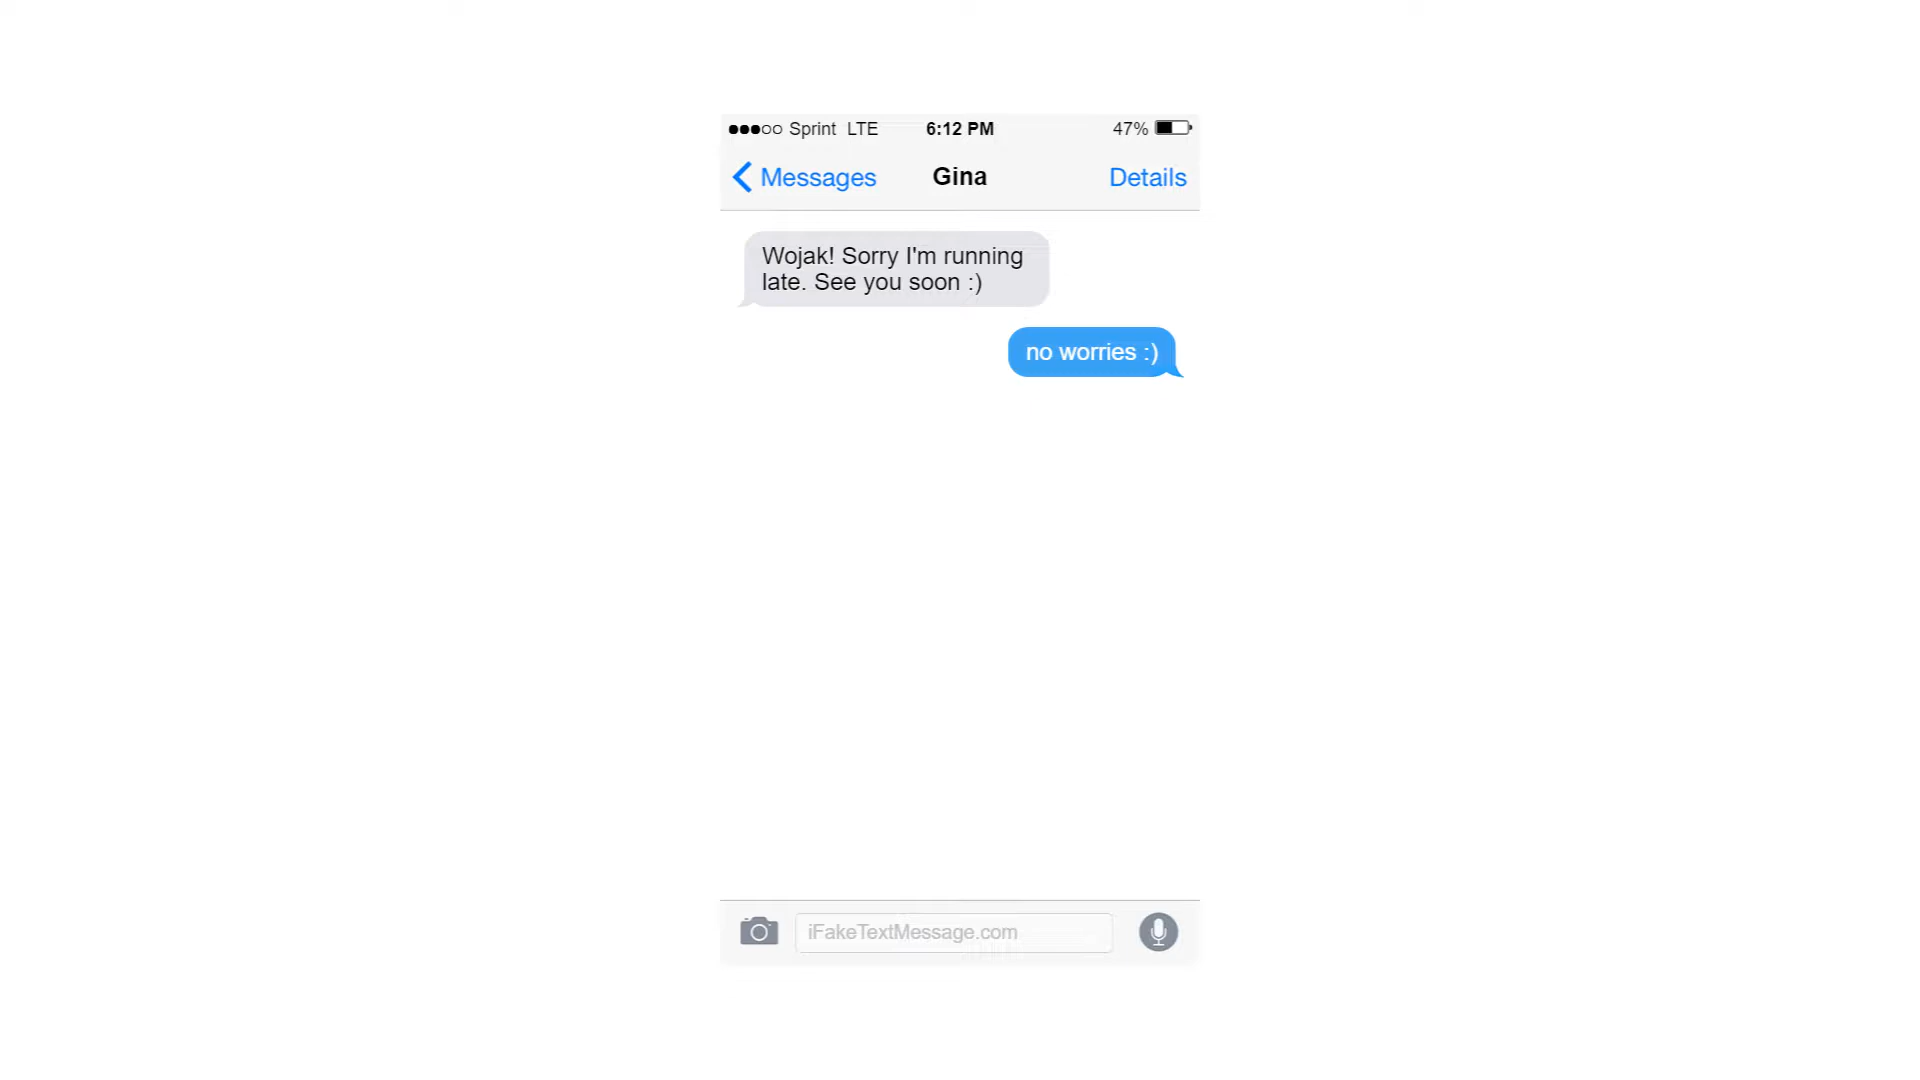 Sprint LTE 6:12 PM 47%
Messages Gina Details
Wojak! Sorry I'm running
late. See you soon :)
no worries :)
iFakeTextMessage.com